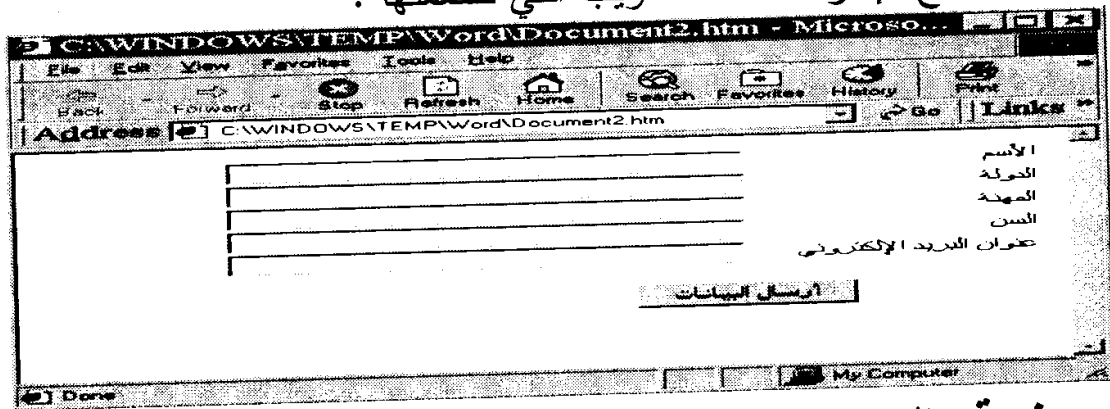 التي
C:\WINDOWS\TEMP\Word\Document2.htm - Microso...
File Edit View Favorites Tools Help
Back Forward Stop Refresh Home Search Favorites History Print
Address C:\WINDOWS\TEMP\Word\Document2.htm Go Links
الأسم
الدولة
المهنة
السن
عنوان البريد الإلكتروني
أرسال البيانات
Done My Computer